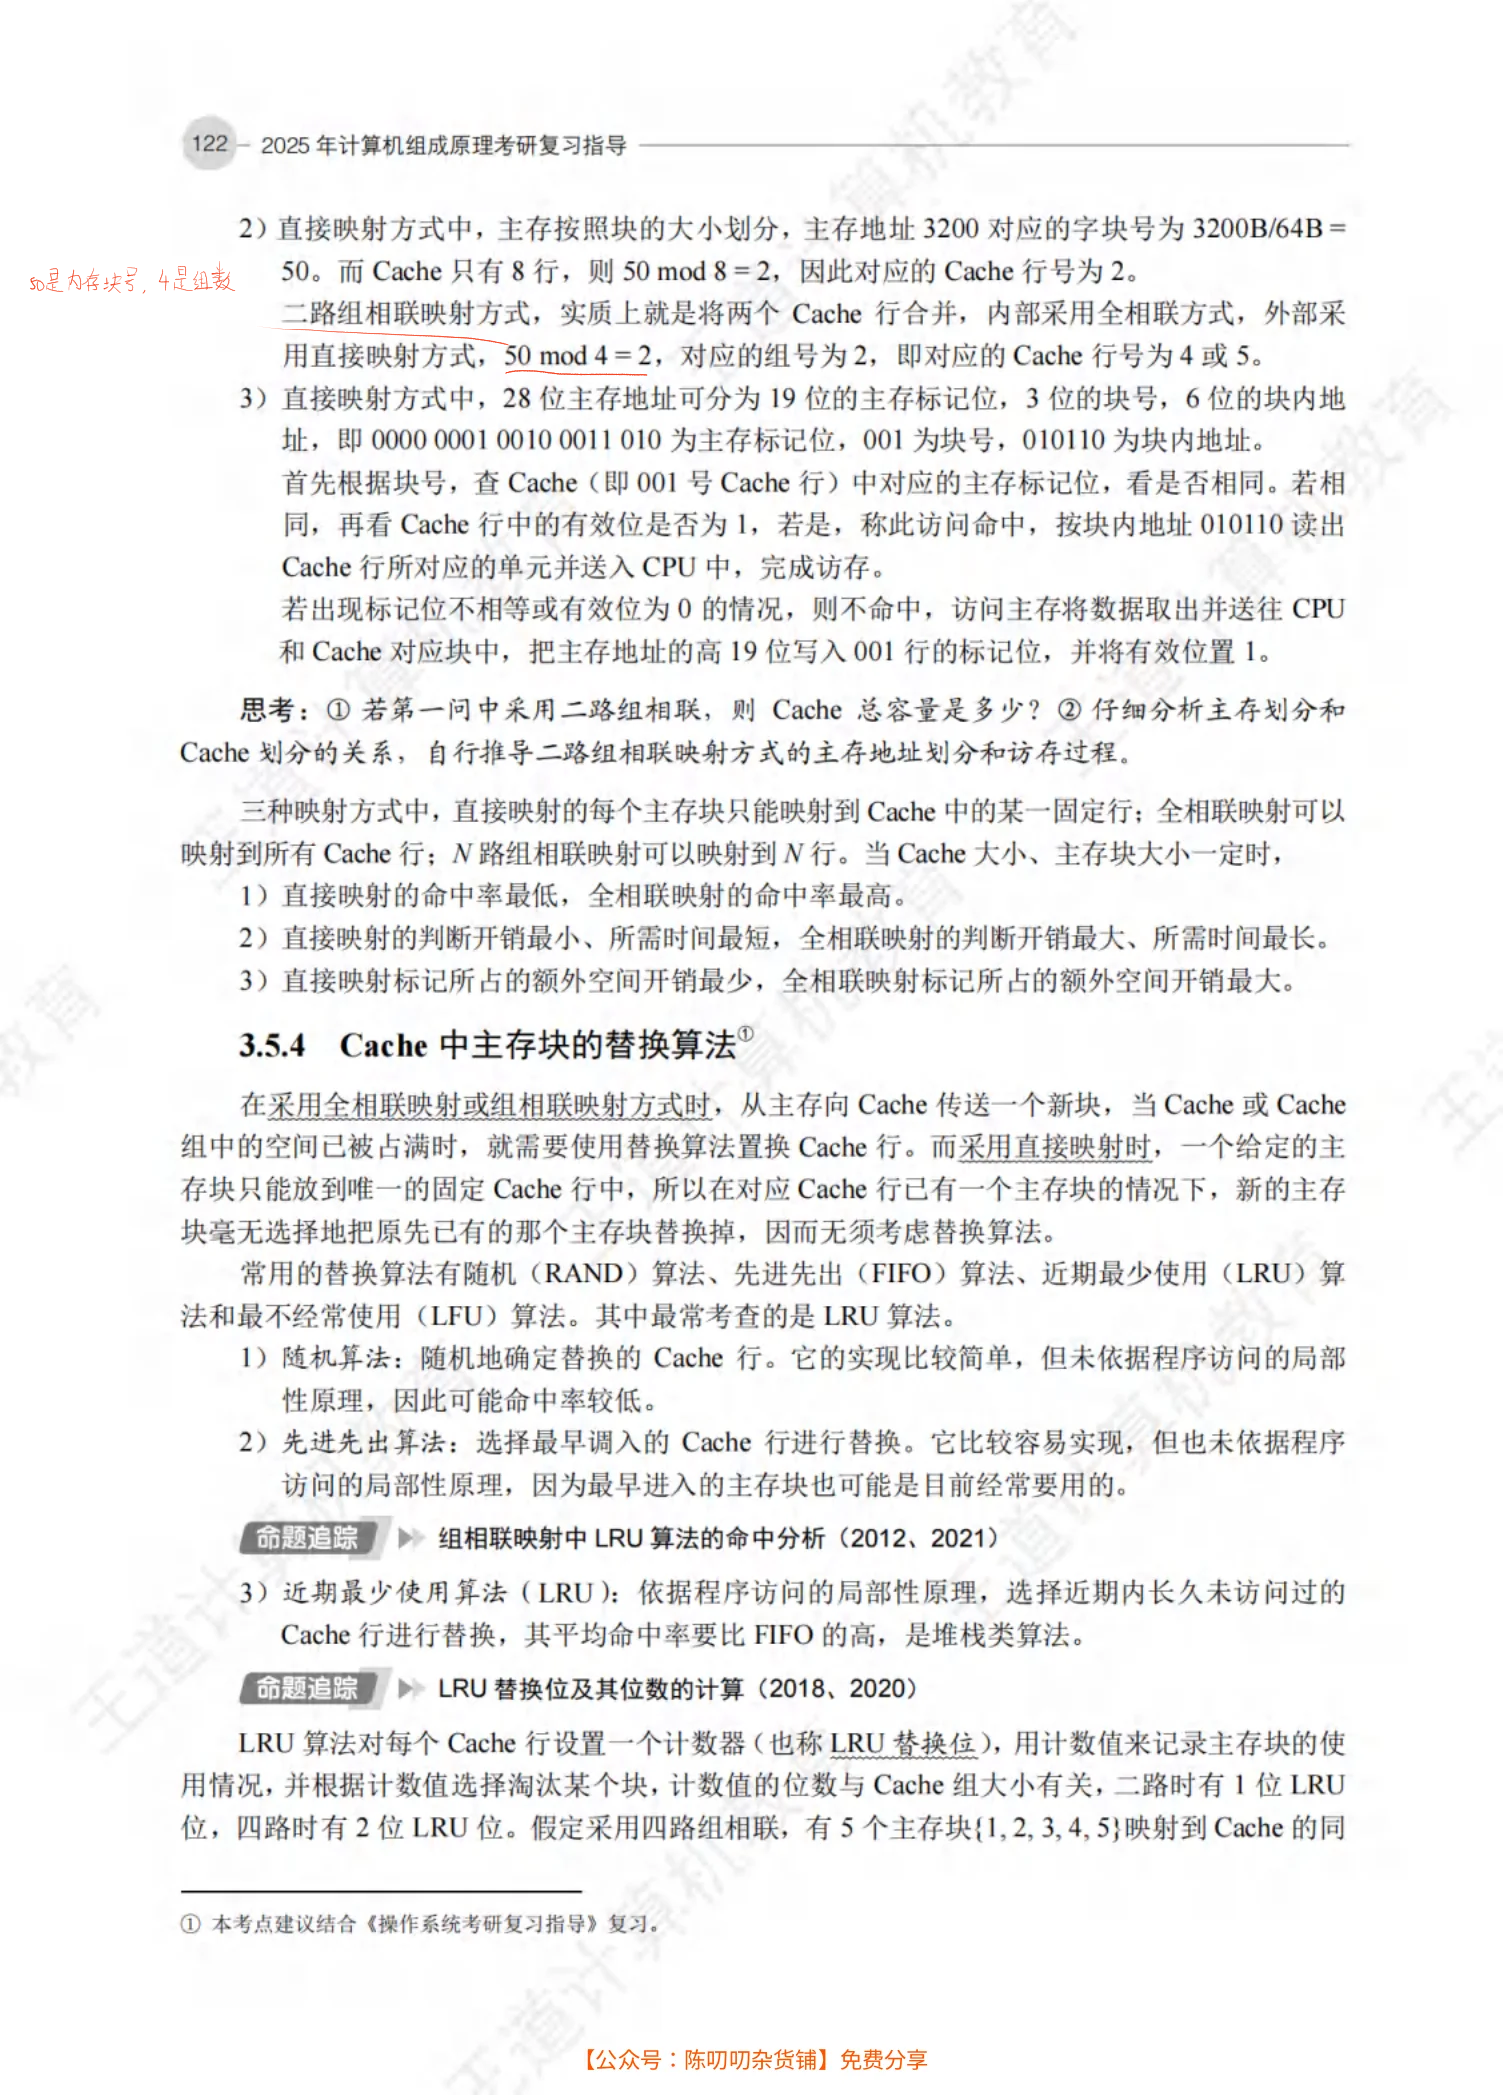 122 2025 年计算机组成原理考研复习指导
2）直接映射方式中，主存按照块的大小划分，主存地址 3200 对应的字块号为 3200B/64B =
50是内存块号，4是组数
50。而 Cache 只有 8 行，则 50 mod 8 = 2，因此对应的 Cache 行号为 2。
二路组相联映射方式，实质上就是将两个 Cache 行合并，内部采用全相联方式，外部采
用直接映射方式，50 mod 4 = 2，对应的组号为 2，即对应的 Cache 行号为 4 或 5。
3）直接映射方式中，28 位主存地址可分为 19 位的主存标记位，3 位的块号，6 位的块内地
址，即 0000 0001 0010 0011 010 为主存标记位，001 为块号，010110 为块内地址。
首先根据块号，查 Cache（即 001 号 Cache 行）中对应的主存标记位，看是否相同。若相
同，再看 Cache 行中的有效位是否为 1，若是，称此访问命中，按块内地址 010110 读出
Cache 行所对应的单元并送入 CPU 中，完成访存。
若出现标记位不相等或有效位为 0 的情况，则不命中，访问主存将数据取出并送往 CPU
和 Cache 对应块中，把主存地址的高 19 位写入 001 行的标记位，并将有效位置 1。
思考：① 若第一问中采用二路组相联，则 Cache 总容量是多少？② 仔细分析主存划分和
Cache 划分的关系，自行推导二路组相联映射方式的主存地址划分和访存过程。
三种映射方式中，直接映射的每个主存块只能映射到 Cache 中的某一固定行；全相联映射可以
映射到所有 Cache 行；N 路组相联映射可以映射到 N 行。当 Cache 大小、主存块大小一定时，
1）直接映射的命中率最低，全相联映射的命中率最高。
2）直接映射的判断开销最小、所需时间最短，全相联映射的判断开销最大、所需时间最长。
3）直接映射标记所占的额外空间开销最少，全相联映射标记所占的额外空间开销最大。
3.5.4 Cache 中主存块的替换算法①
在采用全相联映射或组相联映射方式时，从主存向 Cache 传送一个新块，当 Cache 或 Cache
组中的空间已被占满时，就需要使用替换算法置换 Cache 行。而采用直接映射时，一个给定的主
存块只能放到唯一的固定 Cache 行中，所以在对应 Cache 行已有一个主存块的情况下，新的主存
块毫无选择地把原先已有的那个主存块替换掉，因而无须考虑替换算法。
常用的替换算法有随机（RAND）算法、先进先出（FIFO）算法、近期最少使用（LRU）算
法和最不经常使用（LFU）算法。其中最常考查的是 LRU 算法。
1）随机算法：随机地确定替换的 Cache 行。它的实现比较简单，但未依据程序访问的局部
性原理，因此可能命中率较低。
2）先进先出算法：选择最早调入的 Cache 行进行替换。它比较容易实现，但也未依据程序
访问的局部性原理，因为最早进入的主存块也可能是目前经常要用的。
命题追踪 组相联映射中 LRU 算法的命中分析（2012、2021）
3）近期最少使用算法（LRU）：依据程序访问的局部性原理，选择近期内长久未访问过的
Cache 行进行替换，其平均命中率要比 FIFO 的高，是堆栈类算法。
命题追踪 LRU 替换位及其位数的计算（2018、2020）
LRU 算法对每个 Cache 行设置一个计数器（也称 LRU 替换位），用计数值来记录主存块的使
用情况，并根据计数值选择淘汰某个块，计数值的位数与 Cache 组大小有关，二路时有 1 位 LRU
位，四路时有 2 位 LRU 位。假定采用四路组相联，有 5 个主存块{1, 2, 3, 4, 5}映射到 Cache 的同
① 本考点建议结合《操作系统考研复习指导》复习。
王道计算机教育
【公众号：陈叨叨杂货铺】免费分享